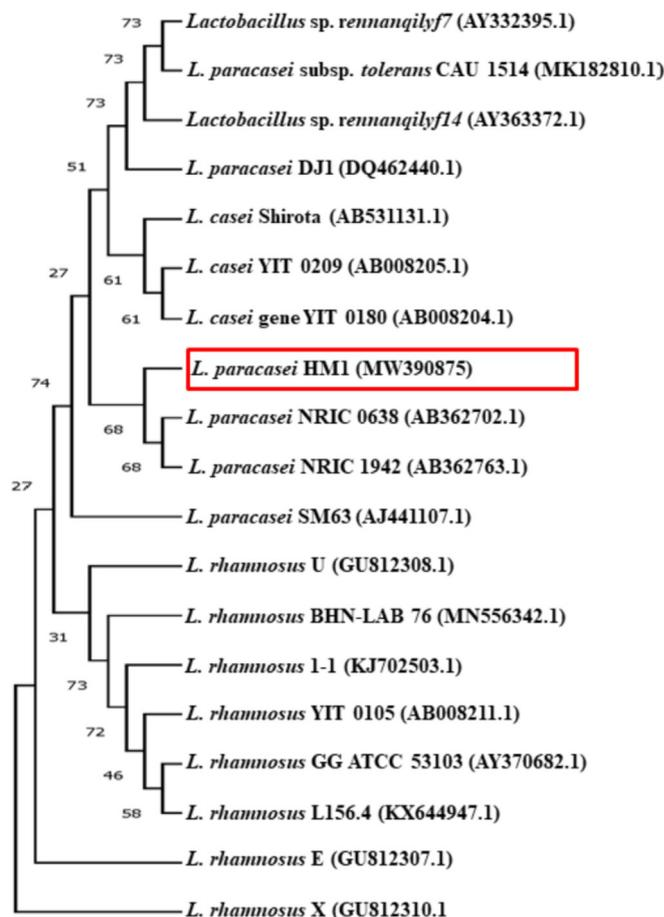 73
Lactobacillus sp. rennanqilyf7 (AY332395.1)
73
L. paracasei subsp. tolerans CAU 1514 (MK182810.1)
73
Lactobacillus sp. rennanqilyf14 (AY363372.1)
51
L. paracasei DJ1 (DQ462440.1)
L. casei Shirota (AB531131.1)
27
61
L. casei YIT 0209 (AB008205.1)
61
L. casei gene YIT 0180 (AB008204.1)
74
L. paracasei HM1 (MW390875)
68
L. paracasei NRIC 0638 (AB362702.1)
68
L. paracasei NRIC 1942 (AB362763.1)
27
L. paracasei SM63 (AJ441107.1)
L. rhamnosus U (GU812308.1)
31
L. rhamnosus BHN-LAB 76 (MN556342.1)
73
L. rhamnosus 1-1 (KJ702503.1)
72
L. rhamnosus YIT 0105 (AB008211.1)
46
L. rhamnosus GG ATCC 53103 (AY370682.1)
58
L. rhamnosus L156.4 (KX644947.1)
L. rhamnosus E (GU812307.1)
L. rhamnosus X (GU812310.1